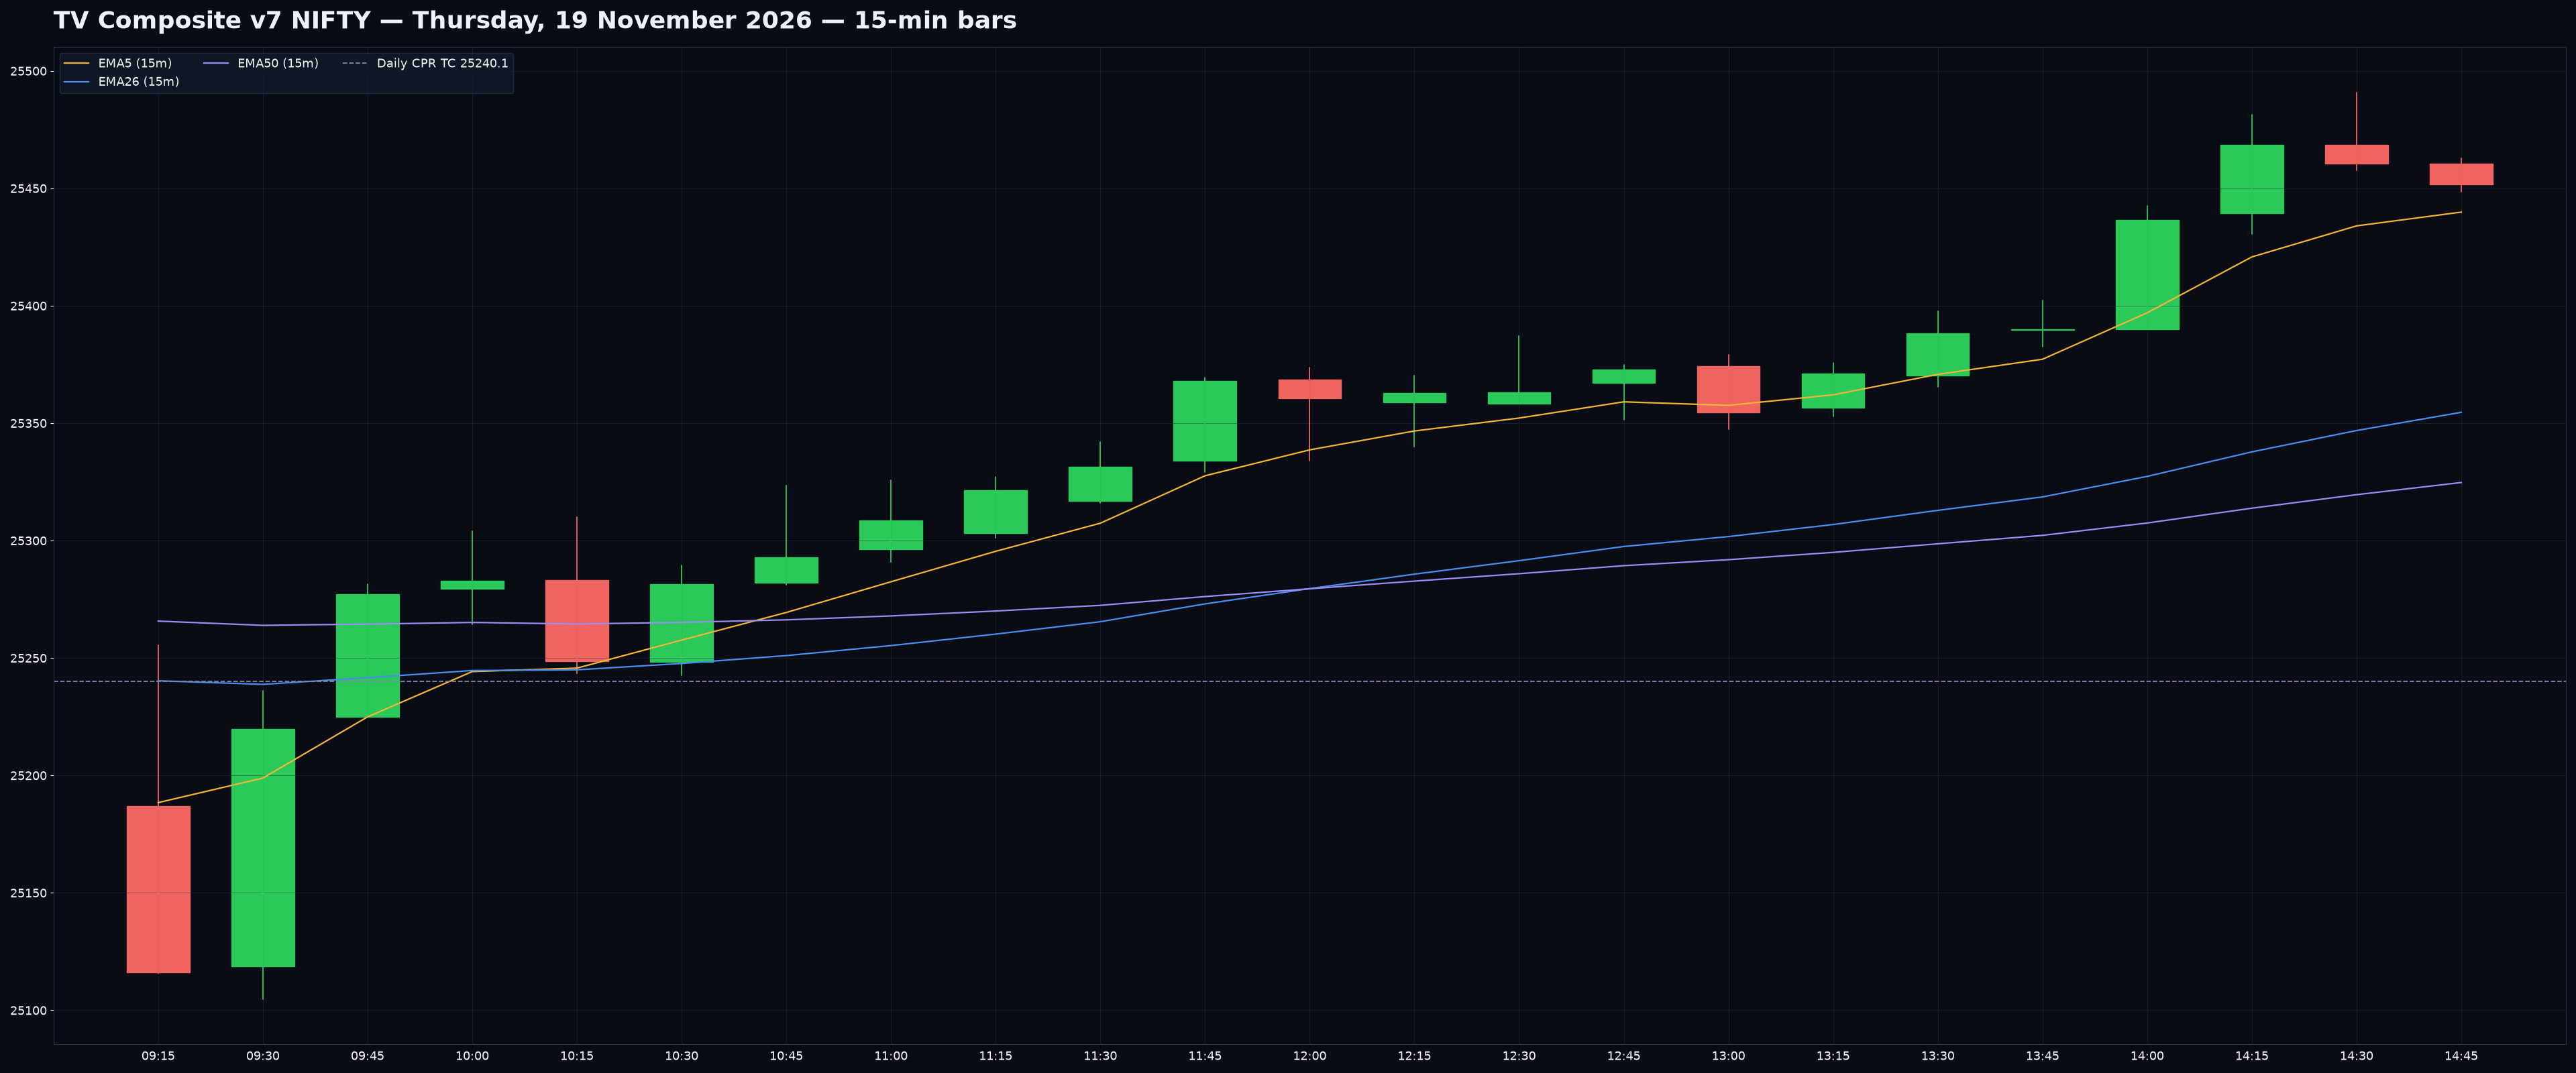 TV Composite v7 NIFTY — Thursday, 19 November 2026 — 15-min bars
EMA5 (15m) EMA50 (15m) Daily CPR TC 25240.1
EMA26 (15m)
25500
25450
25400
25350
25300
25250
25200
25150
25100
09:15 09:30 09:45 10:00 10:15 10:30 10:45 11:00 11:15 11:30 11:45 12:00 12:15 12:30 12:45 13:00 13:15 13:30 13:45 14:00 14:15 14:30 14:45